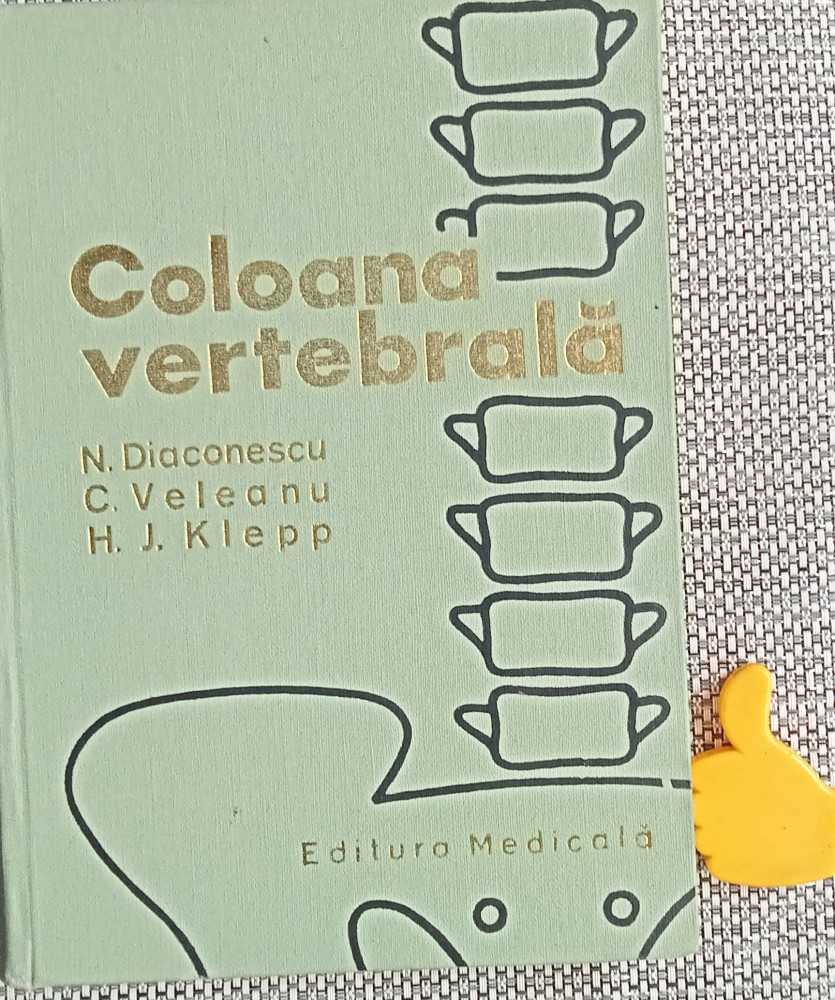 Coloana
vertebrală
N. Diaconescu
C. Veleanu
H. J. Klepp
Editura Medicală